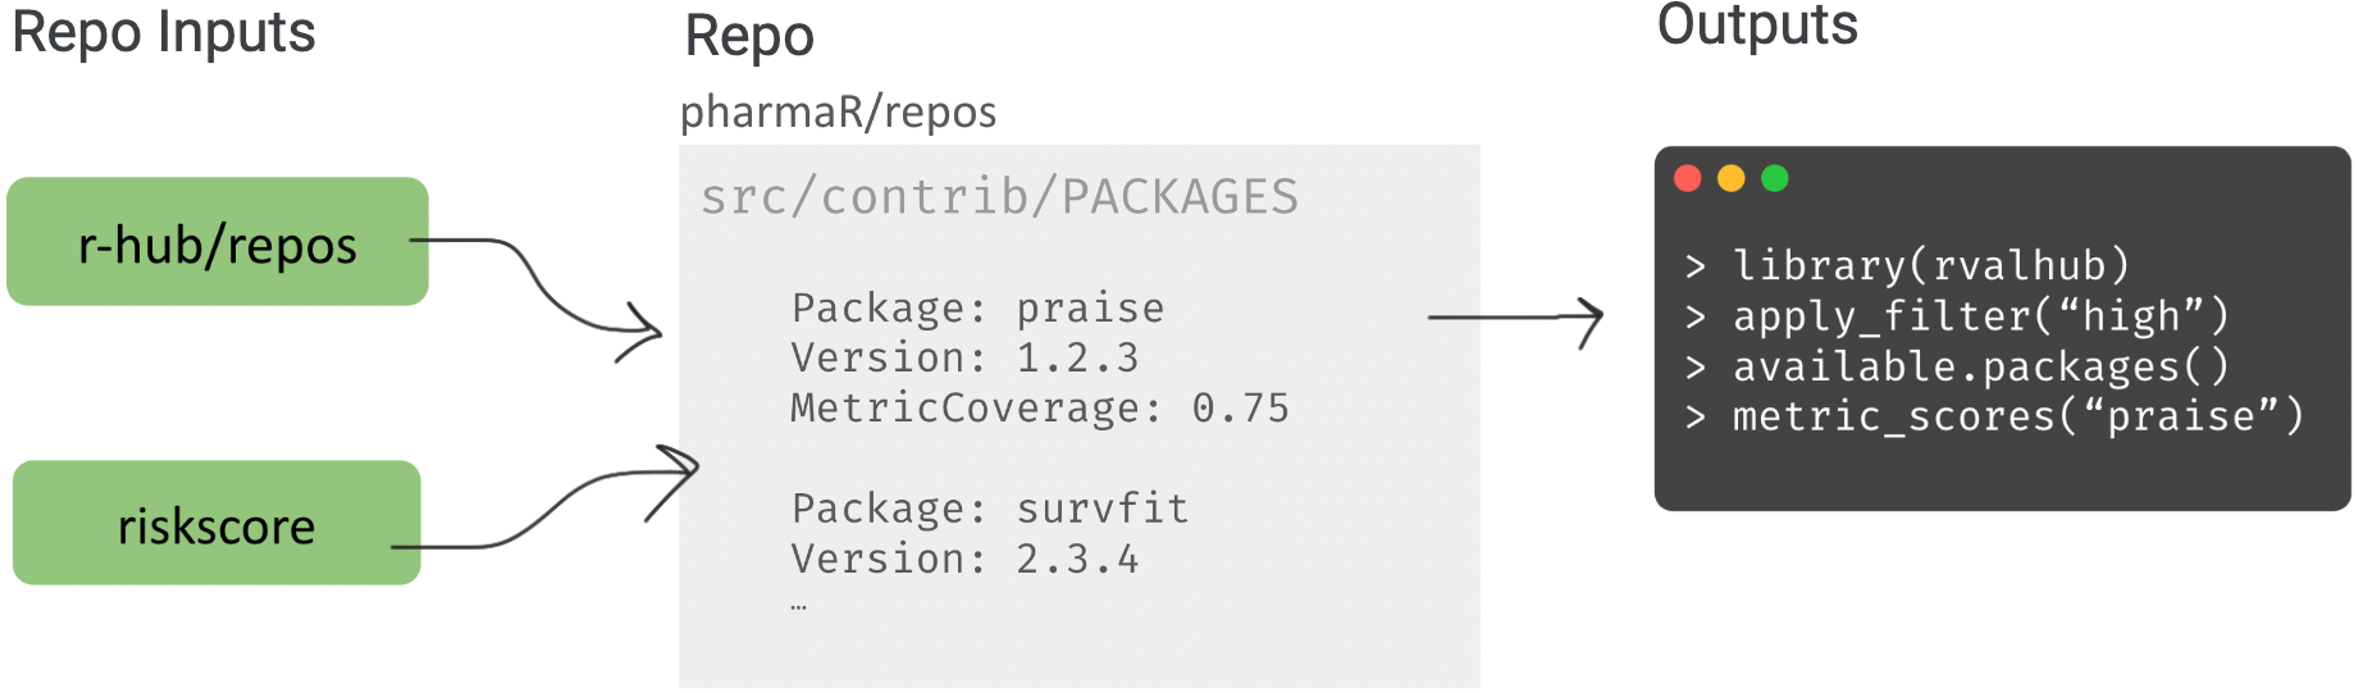 Repo Inputs
r-hub/repos
riskscore
Repo
pharmaR/repos
src/contrib/PACKAGES
Package: praise
Version: 1.2.3
MetricCoverage: 0.75
Package: survfit
Version: 2.3.4
…
Outputs
> library(rvalhub)
> apply_filter(“high”)
> available.packages()
> metric_scores(“praise”)